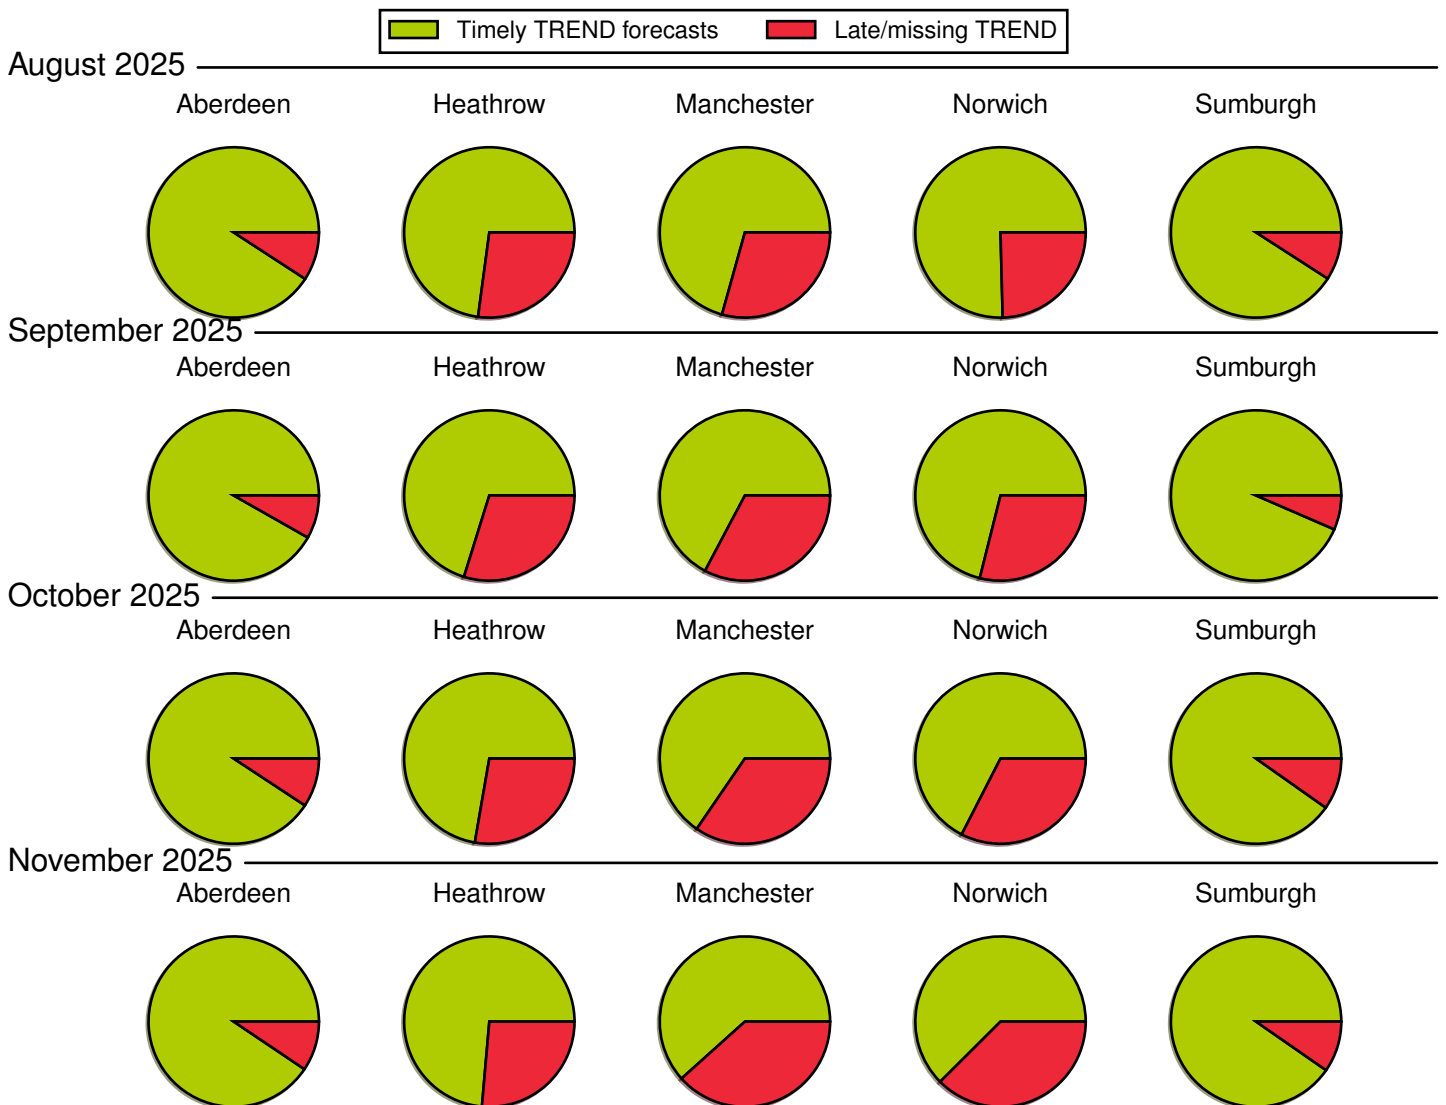 Timely TREND forecasts Late/missing TREND
August 2025
Aberdeen Heathrow Manchester Norwich Sumburgh
September 2025
Aberdeen Heathrow Manchester Norwich Sumburgh
October 2025
Aberdeen Heathrow Manchester Norwich Sumburgh
November 2025
Aberdeen Heathrow Manchester Norwich Sumburgh